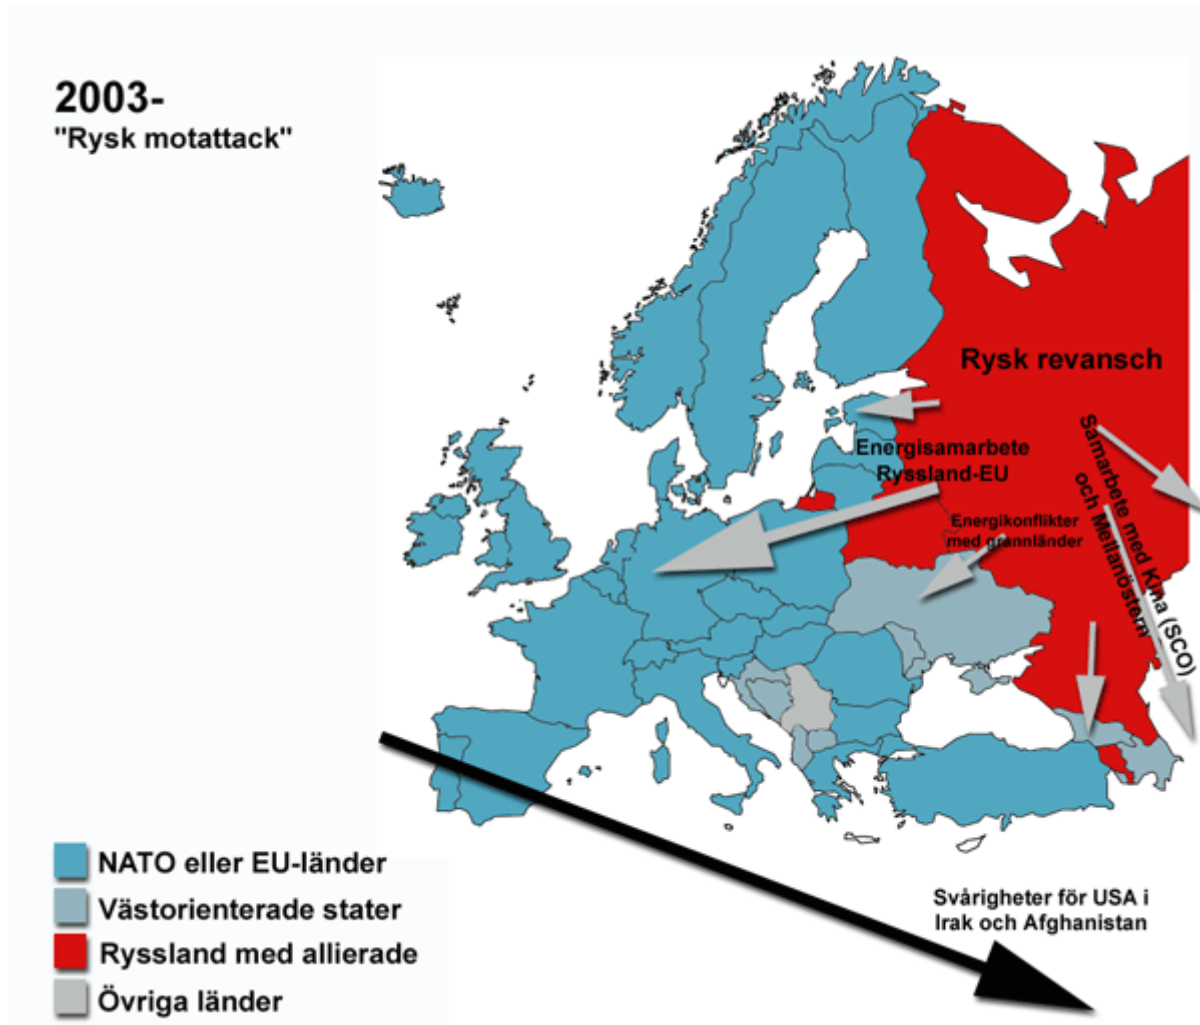 2003-
"Rysk motattack"
Rysk revansch
Energisamarbete
Ryssland-EU
Energikonflikter
med grannländer
Samarbete med Kina (SCO)
och Mellanöstern
Svårigheter för USA i
Irak och Afghanistan
NATO eller EU-länder
Västorienterade stater
Ryssland med allierade
Övriga länder